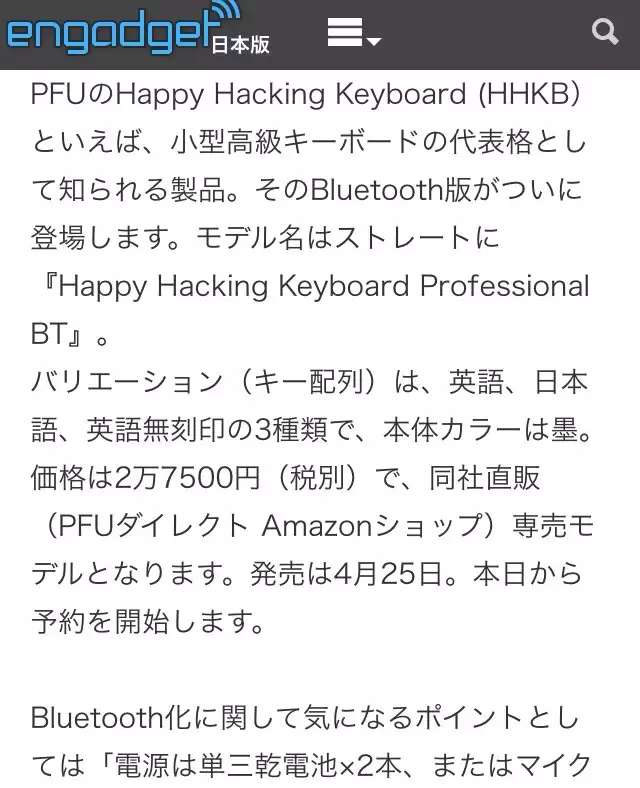 engadget日本版
PFUのHappy Hacking Keyboard (HHKB）
といえば、小型高級キーボードの代表格とし
て知られる製品。そのBluetooth版がついに
登場します。モデル名はストレートに
『Happy Hacking Keyboard Professional
BT』。
バリエーション（キー配列）は、英語、日本
語、英語無刻印の3種類で、本体カラーは墨。
価格は2万7500円（税別）で、同社直販
（PFUダイレクト Amazonショップ）専売モ
デルとなります。発売は4月25日。本日から
予約を開始します。
Bluetooth化に関して気になるポイントとし
ては「電源は単三乾電池×2本、またはマイク